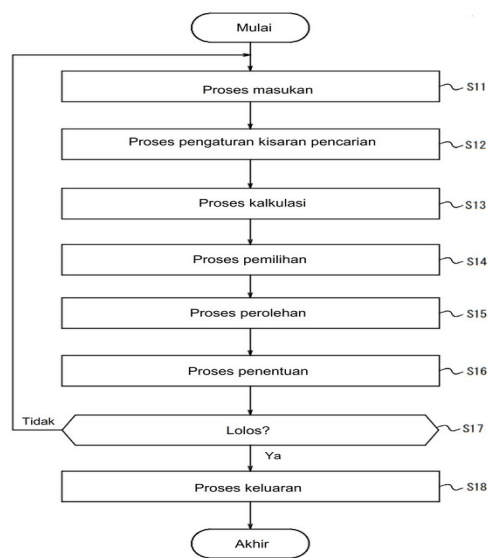 Mulai
Proses masukan
S11
Proses pengaturan kisaran pencarian
S12
Proses kalkulasi
S13
Proses pemilihan
S14
Proses perolehan
S15
Proses penentuan
S16
Tidak
Lolos?
S17
Ya
Proses keluaran
S18
Akhir